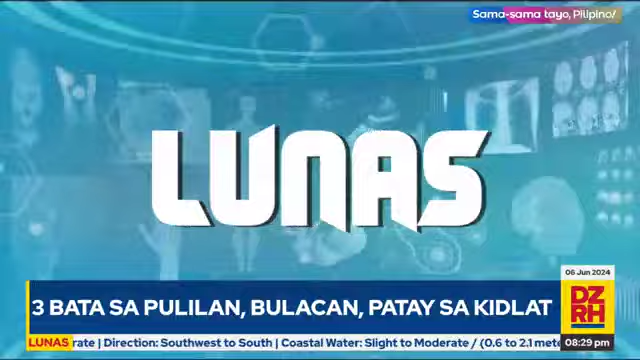 Sama-sama tayo, Pilipino!
LUNAS
06 Jun 2024
3 BATA SA PULILAN, BULACAN, PATAY SA KIDLAT
DZ
RH
LUNAS rate | Direction: Southwest to South | Coastal Water: Slight to Moderate / (0.6 to 2.1 mete
08:29 pm